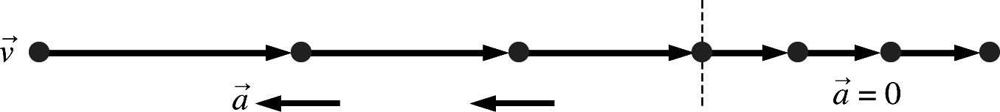 v⃗
a⃗
a⃗ = 0